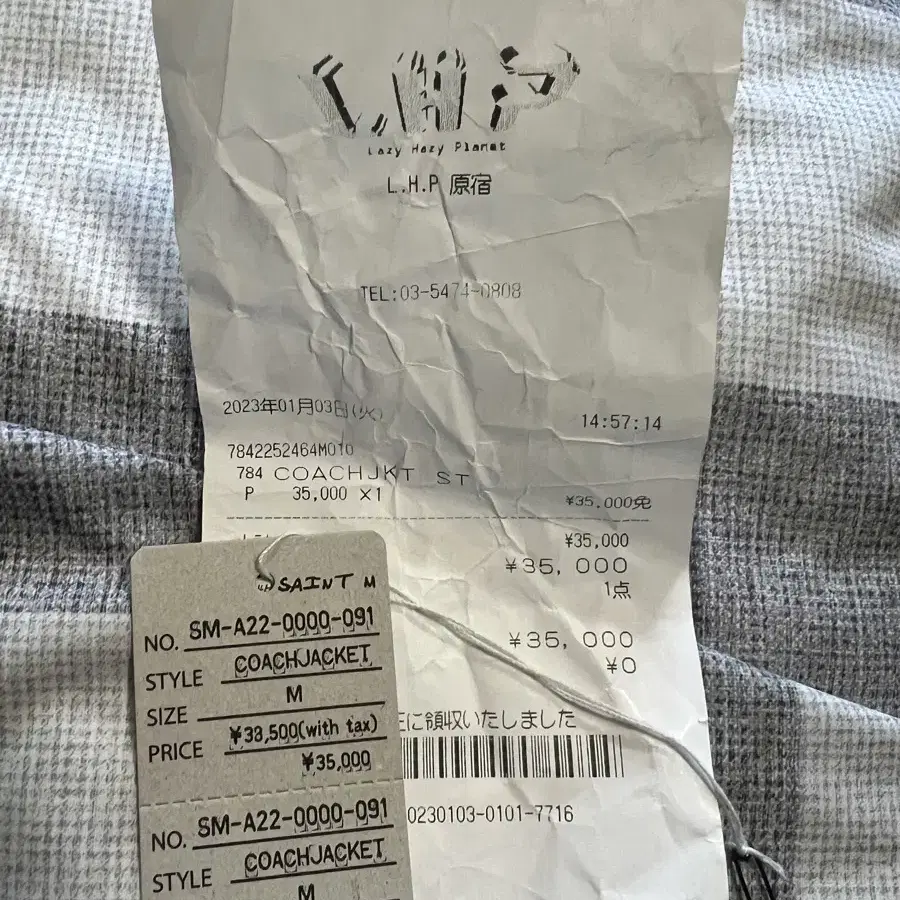 L.H.P
Lazy Hazy Planet
L.H.P 原宿
TEL:03-5474-0808
2023年01月03日(火) 14:57:14
7842252464M010
784 COACHJKT ST
P 35,000 ×1 ¥35,000免
¥35,000
¥35,000
1点
¥35,000
¥0
正に領収いたしました
0230103-0101-7716
SAINT M
NO. SM-A22-0000-091
STYLE COACHJACKET
SIZE M
PRICE ¥38,500(with tax)
¥35,000
NO. SM-A22-0000-091
STYLE COACHJACKET
M